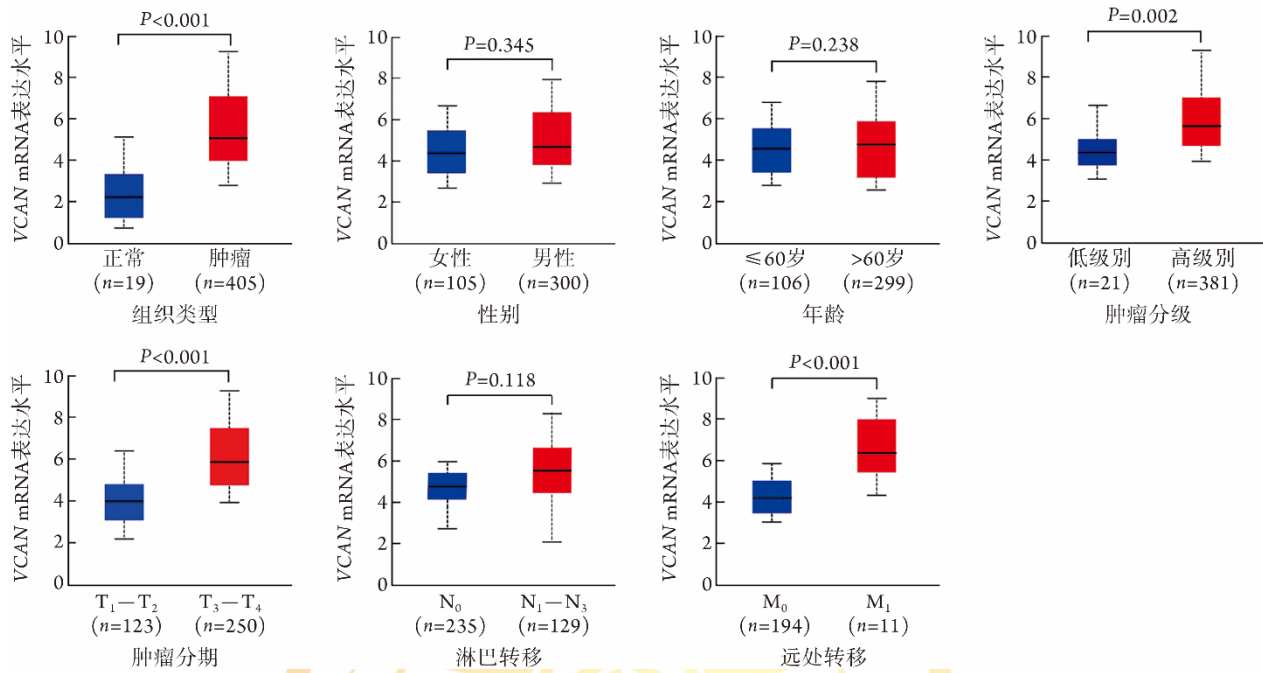 P<0.001
VCAN mRNA表达水平
10
8
6
4
2
0
正常
(n=19)
肿瘤
(n=405)
组织类型
P=0.345
VCAN mRNA表达水平
10
8
6
4
2
0
女性
(n=105)
男性
(n=300)
性别
P=0.238
VCAN mRNA表达水平
10
8
6
4
2
0
≤60岁
(n=106)
>60岁
(n=299)
年龄
P=0.002
VCAN mRNA表达水平
10
8
6
4
2
0
低级别
(n=21)
高级别
(n=381)
肿瘤分级
P<0.001
VCAN mRNA表达水平
10
8
6
4
2
0
T₁—T₂
(n=123)
T₃—T₄
(n=250)
肿瘤分期
P=0.118
VCAN mRNA表达水平
10
8
6
4
2
0
N₀
(n=235)
N₁—N₃
(n=129)
淋巴转移
P<0.001
VCAN mRNA表达水平
10
8
6
4
2
0
M₀
(n=194)
M₁
(n=11)
远处转移